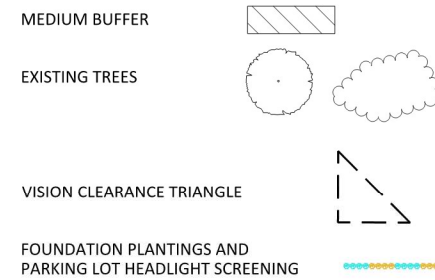 MEDIUM BUFFER
EXISTING TREES
VISION CLEARANCE TRIANGLE
FOUNDATION PLANTINGS AND
PARKING LOT HEADLIGHT SCREENING